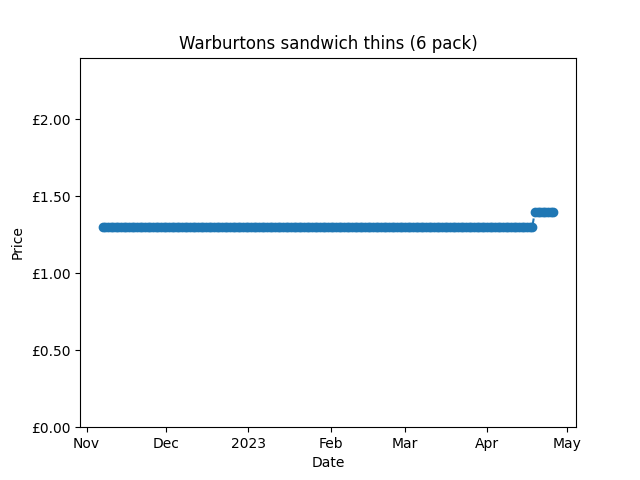 Warburtons sandwich thins (6 pack)
£2.00
£1.50
£1.00
£0.50
£0.00
Price
Nov Dec 2023 Feb Mar Apr May
Date